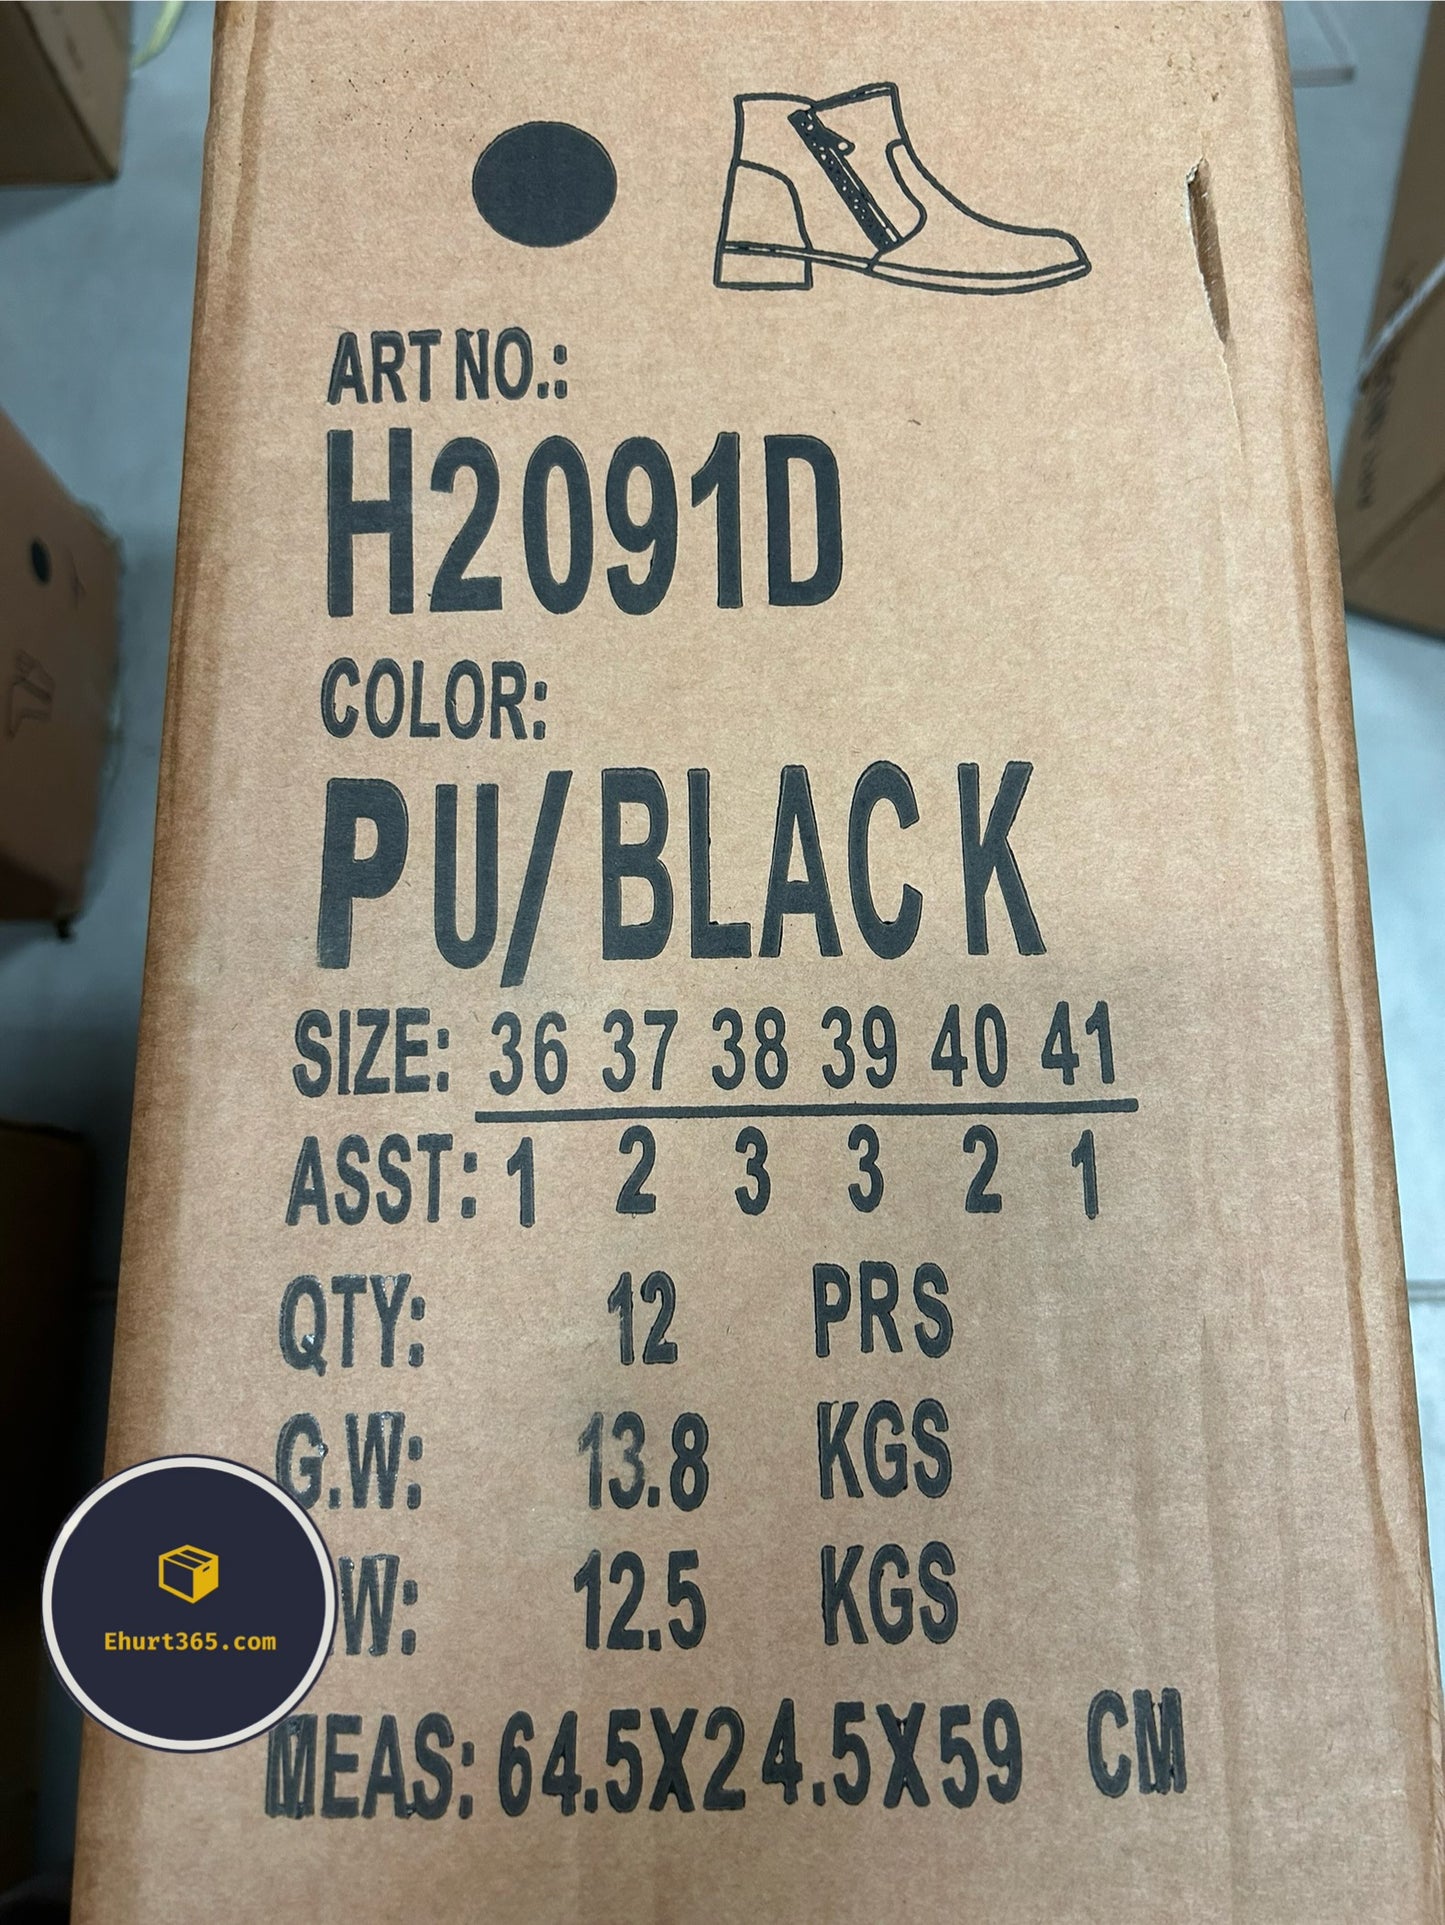 ART NO.:
H2091D
COLOR:
PU/BLACK
SIZE: 36 37 38 39 40 41
ASST: 1 2 3 3 2 1
QTY: 12 PRS
G.W: 13.8 KGS
.W: 12.5 KGS
Ehurt365.com
MEAS: 64.5X24.5X59 CM